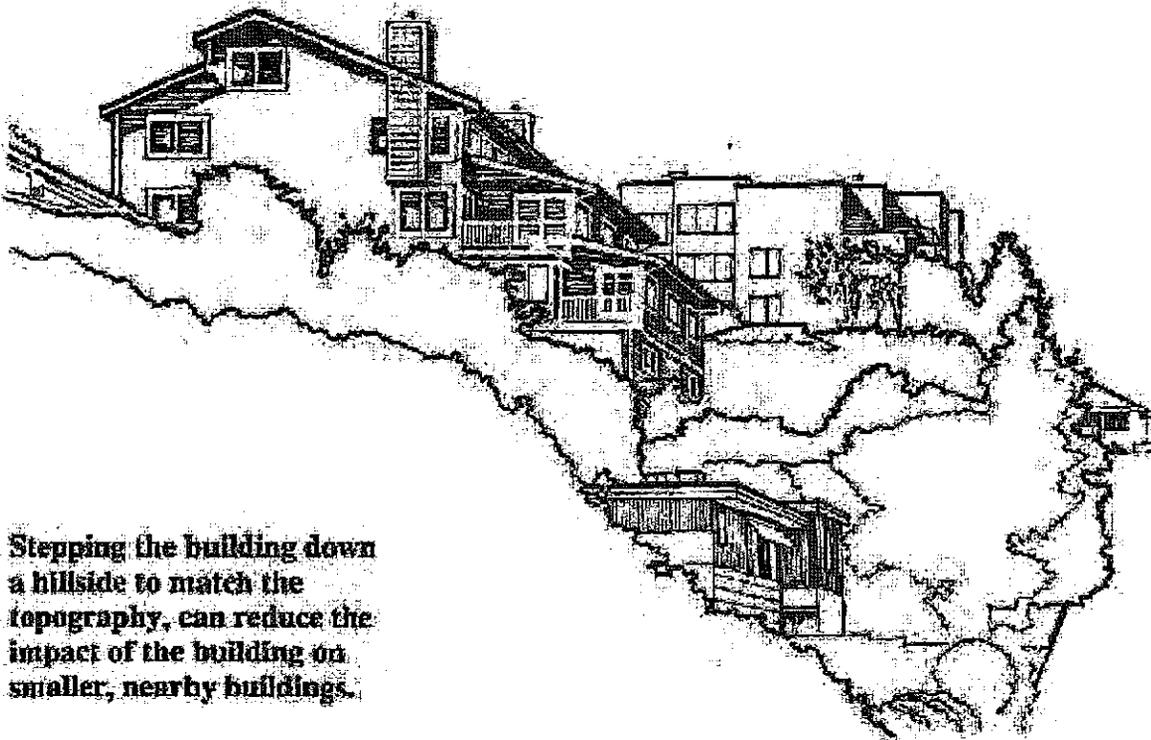 Stepping the building down
a hillside to match the
topography, can reduce the
impact of the building on
smaller, nearby buildings.